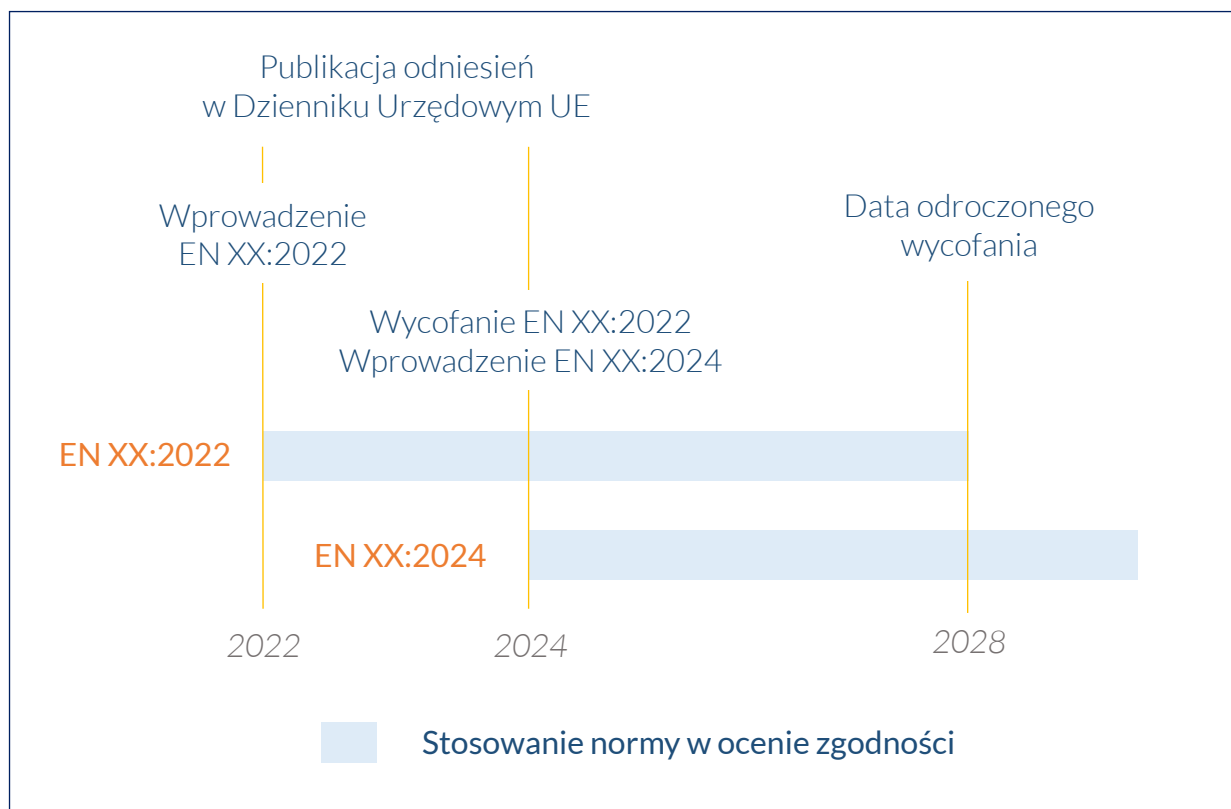 Publikacja odniesień
w Dzienniku Urzędowym UE
Wprowadzenie
EN XX:2022
Data odroczonego
wycofania
Wycofanie EN XX:2022
Wprowadzenie EN XX:2024
EN XX:2022
EN XX:2024
2022
2024
2028
Stosowanie normy w ocenie zgodności